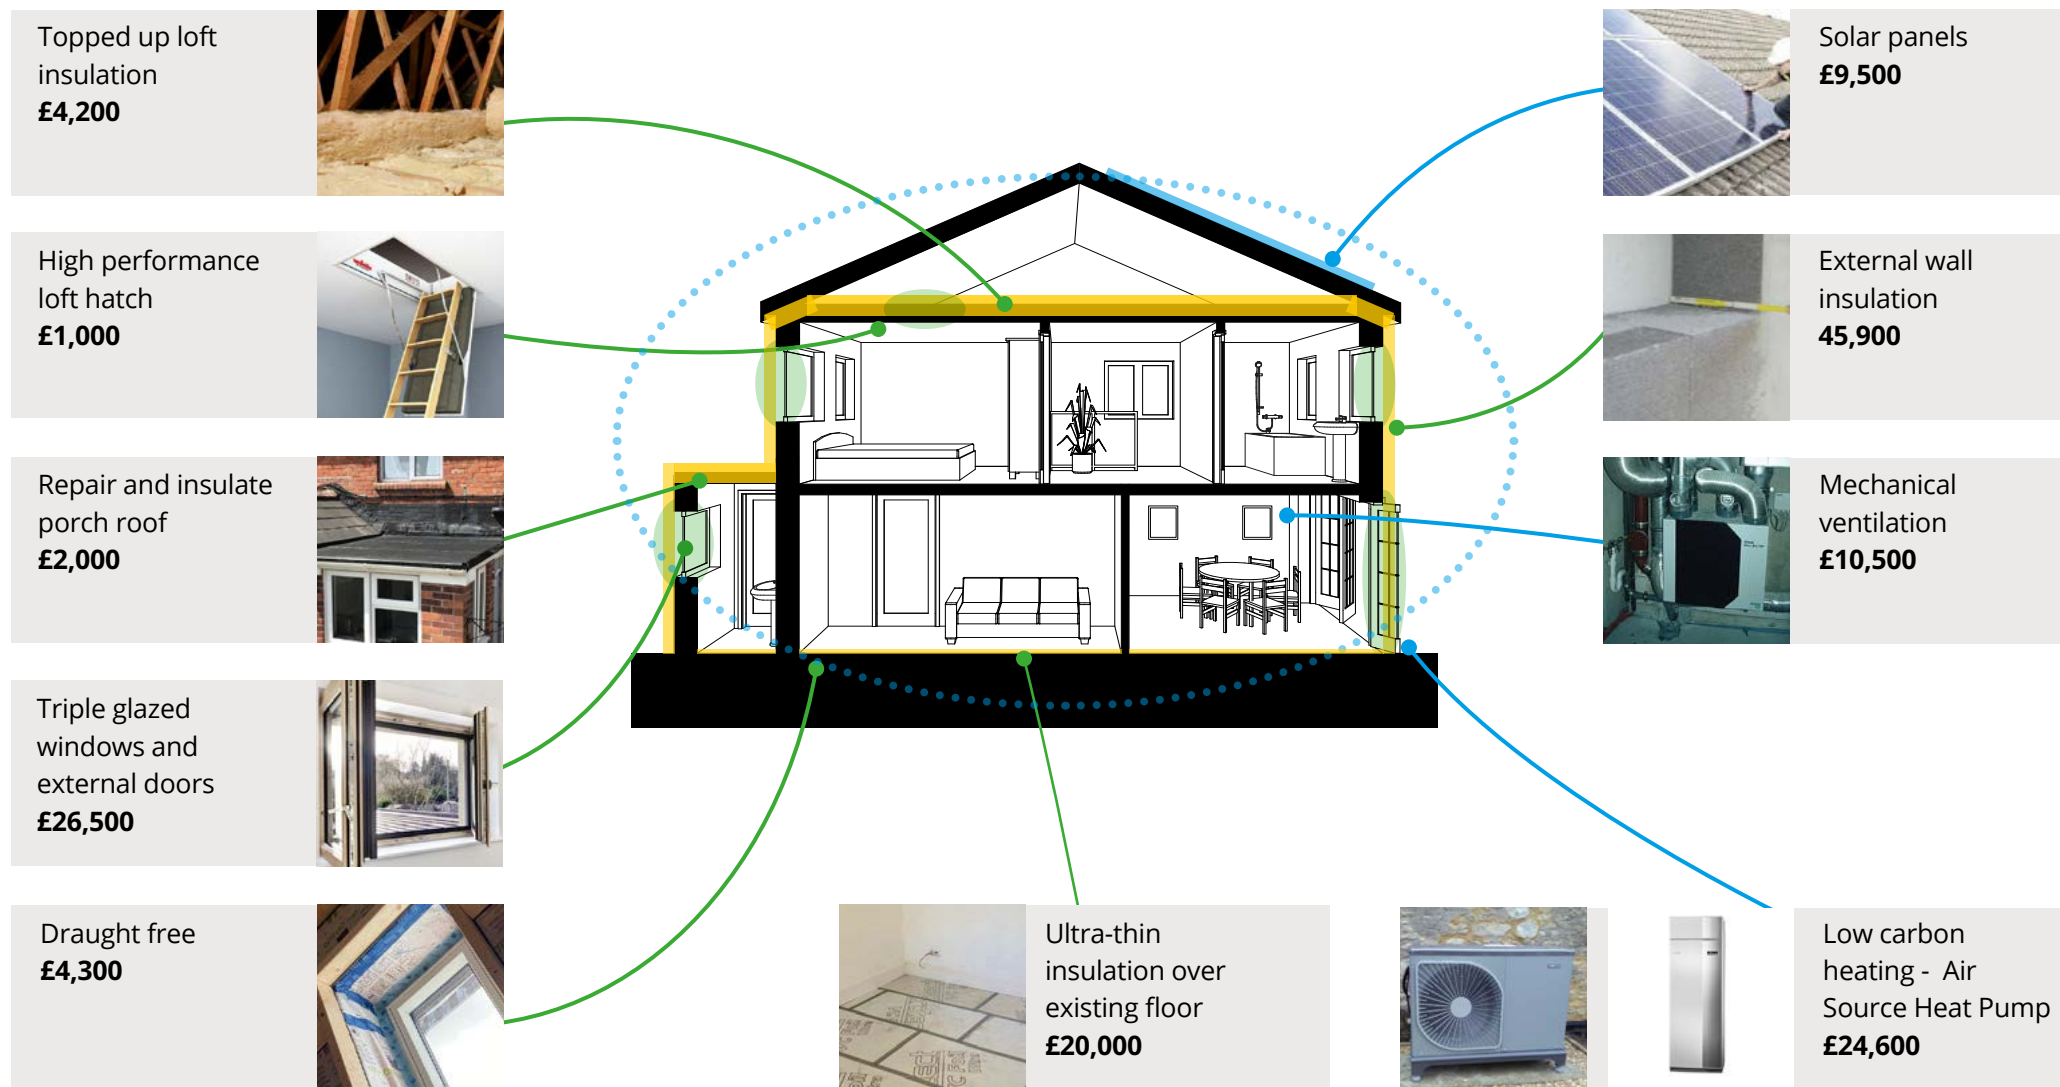 Topped up loft
insulation
£4,200
High performance
loft hatch
£1,000
Repair and insulate
porch roof
£2,000
Triple glazed
windows and
external doors
£26,500
Draught free
£4,300
Ultra-thin
insulation over
existing floor
£20,000
Solar panels
£9,500
External wall
insulation
45,900
Mechanical
ventilation
£10,500
Low carbon
heating - Air
Source Heat Pump
£24,600